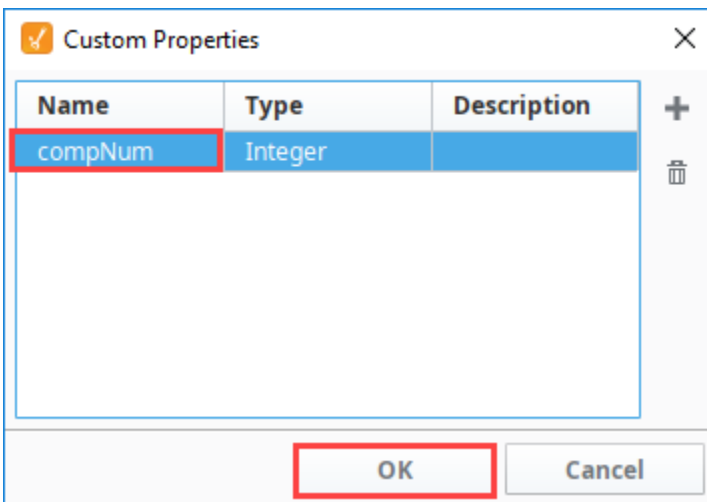 Custom Properties
Name Type Description
compNum Integer
OK Cancel